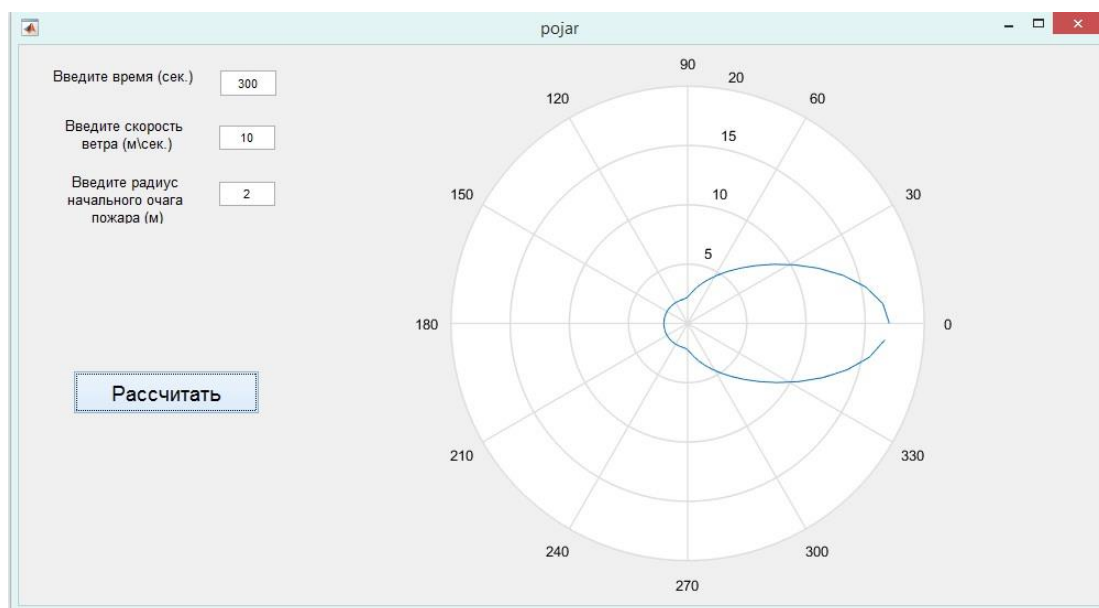 pojar
Введите время (сек.)
300
Введите скорость
ветра (м\сек.)
10
Введите радиус
начального очага
пожара (м)
2
Рассчитать
90
20
120
60
15
150
10
30
5
180
0
210
330
240
300
270